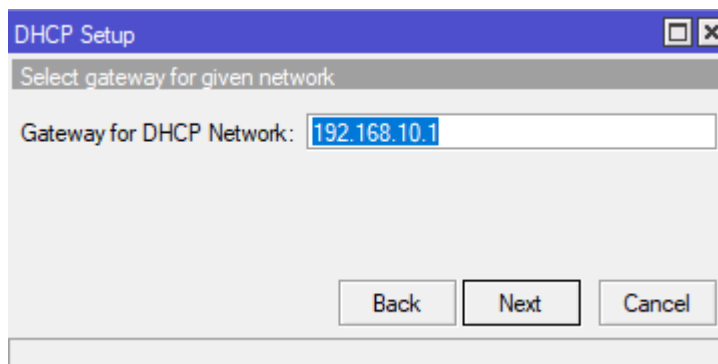 DHCP Setup
Select gateway for given network
Gateway for DHCP Network: 192.168.10.1
Back Next Cancel